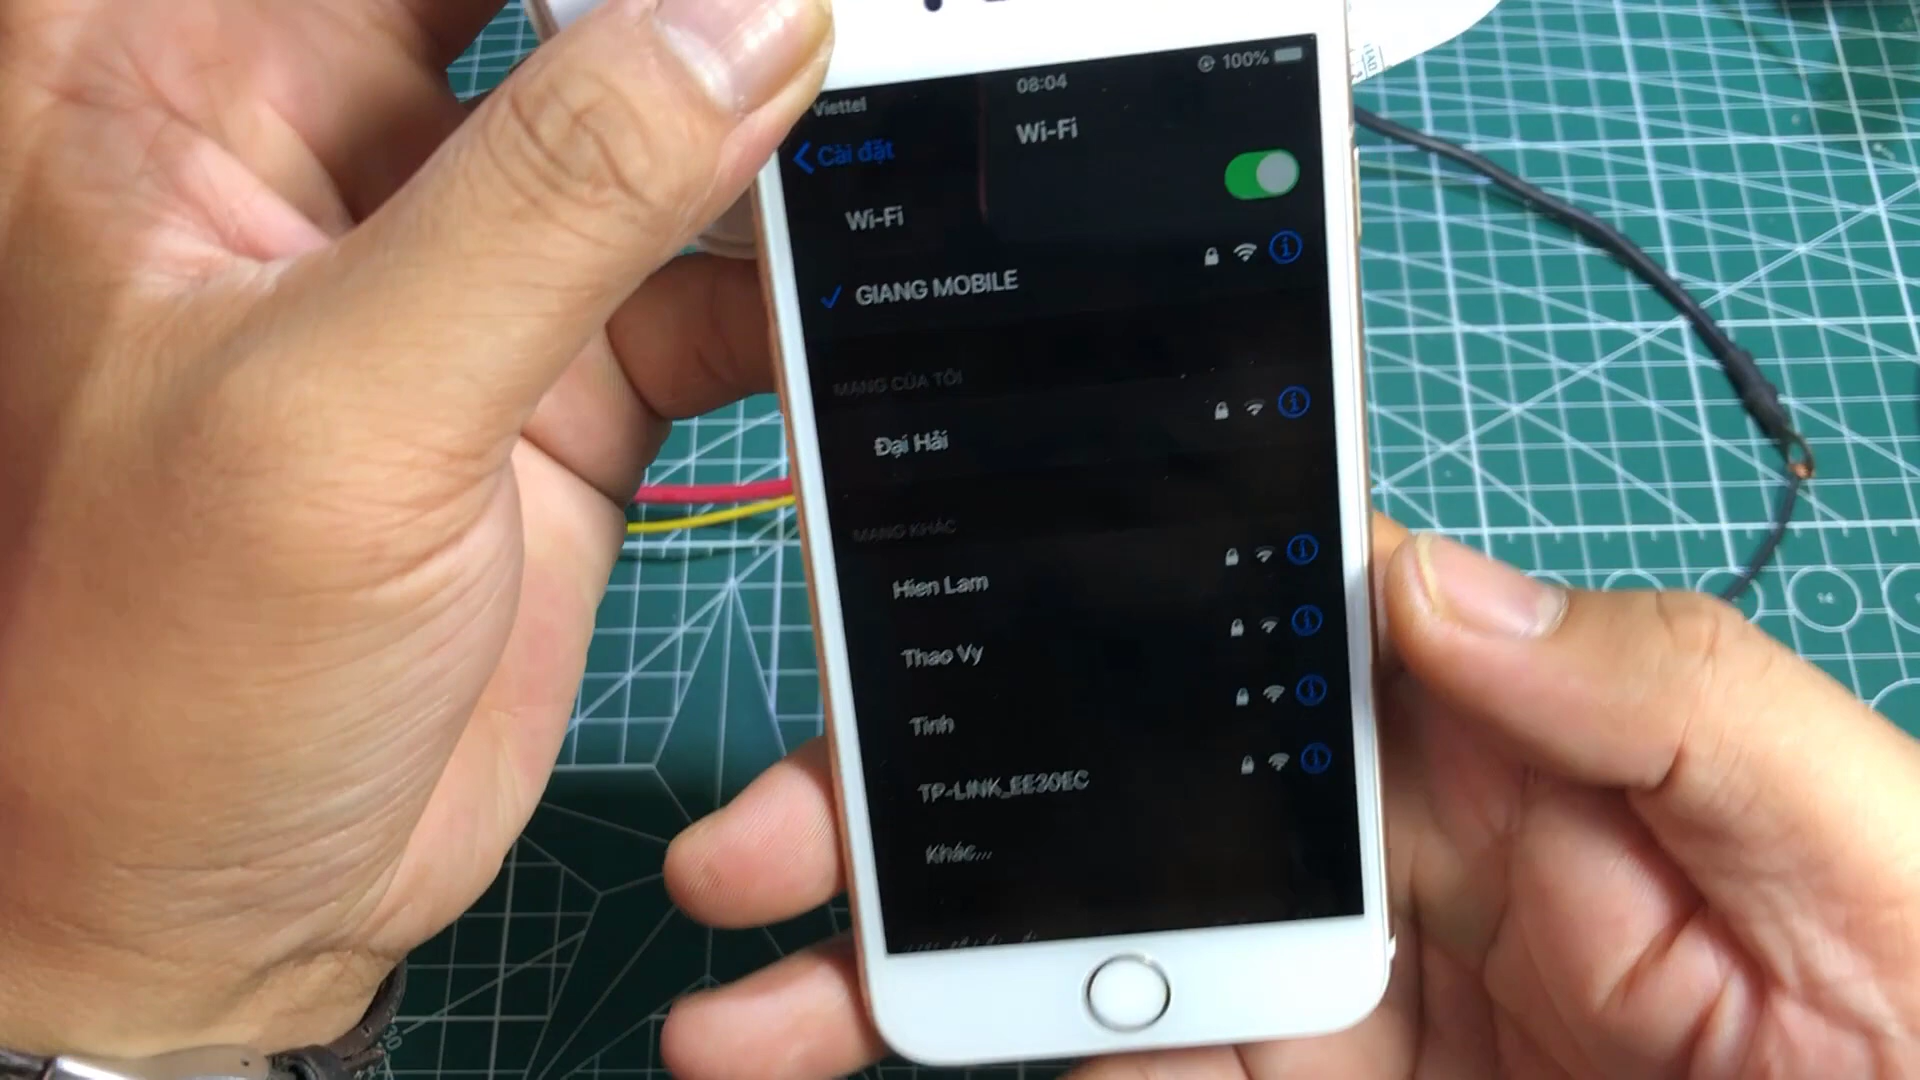 Viettel
08:04
100%
Cài đặt
Wi-Fi
Wi-Fi
GIANG MOBILE
MẠNG CỦA TÔI
Đại Hải
MẠNG KHÁC
Hien Lam
Thao Vy
Tinh
TP-LINK_EE30EC
Khác...